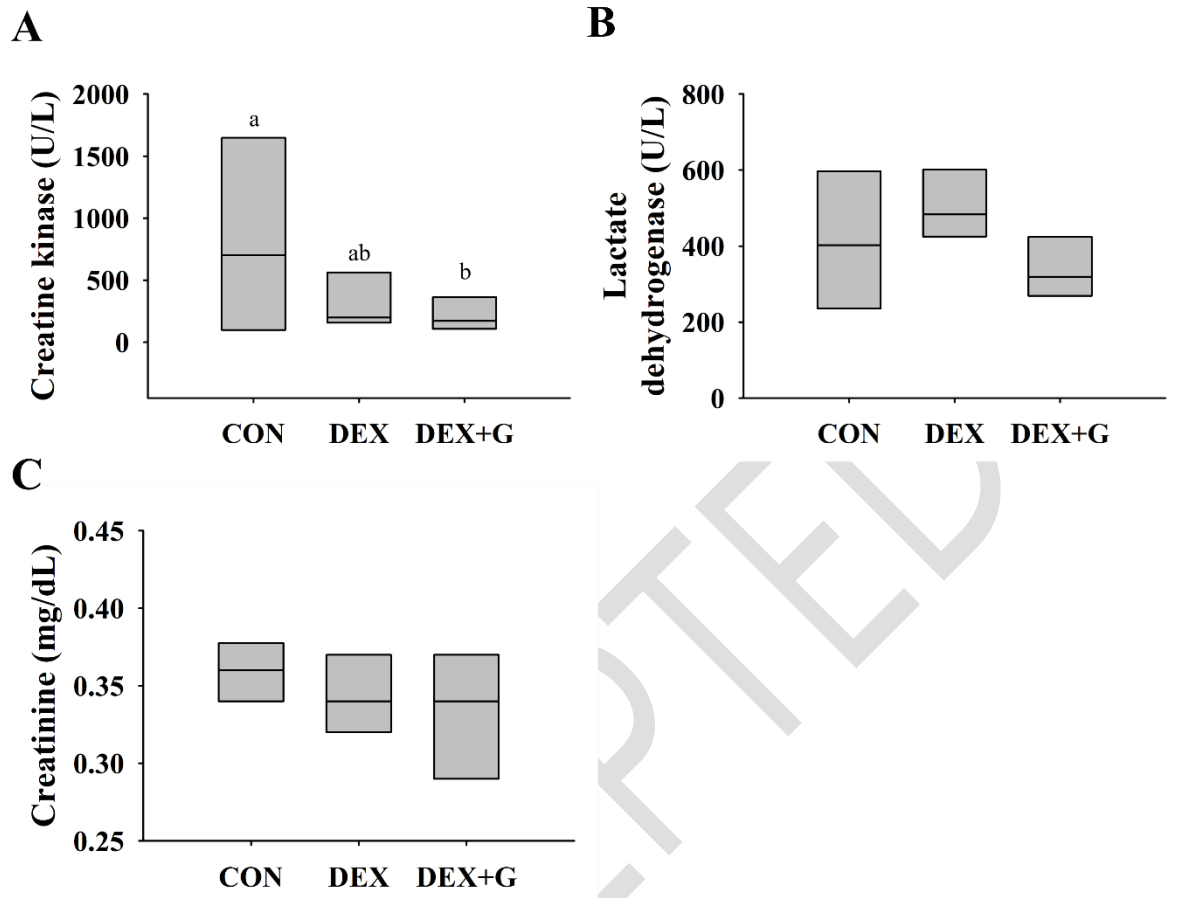 A
Creatine kinase (U/L)
2000
1500
1000
500
0
a
ab
b
CON DEX DEX+G
B
Lactate
dehydrogenase (U/L)
800
600
400
200
0
CON DEX DEX+G
C
Creatinine (mg/dL)
0.45
0.40
0.35
0.30
0.25
CON DEX DEX+G
PTED